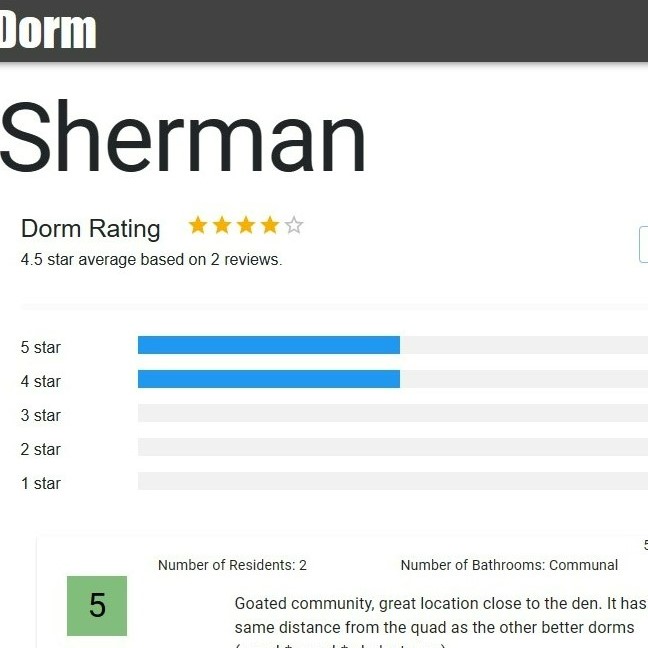 Dorm
Sherman
Dorm Rating
4.5 star average based on 2 reviews.
5 star
4 star
3 star
2 star
1 star
Number of Residents: 2
Number of Bathrooms: Communal
5
Goated community, great location close to the den. It has
same distance from the quad as the other better dorms